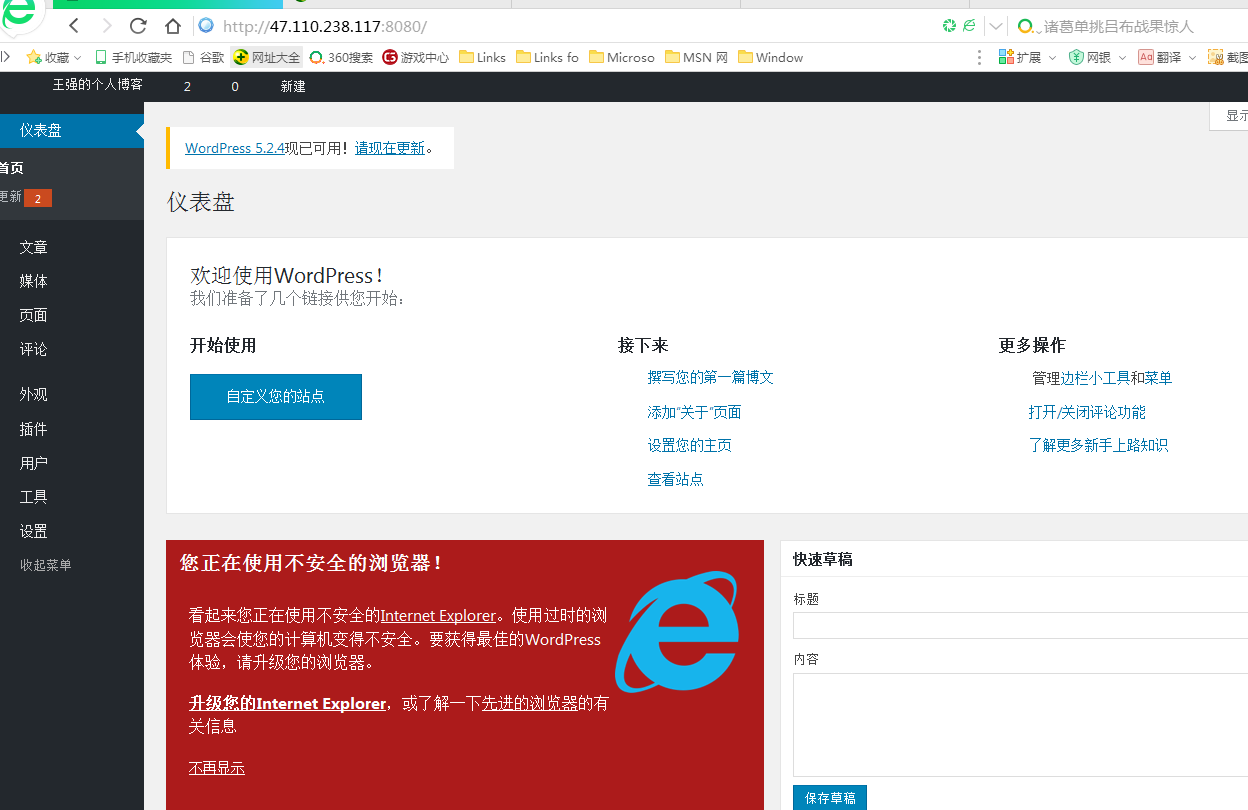 http://47.110.238.117:8080/
诸葛单挑吕布战果惊人
收藏 手机收藏夹 谷歌 网址大全 360搜索 游戏中心 Links Links fo Microso MSN 网 Window 扩展 网银 翻译 截图
王强的个人博客 2 0 新建
仪表盘
首页
更新 2
文章
媒体
页面
评论
外观
插件
用户
工具
设置
收起菜单
显示
WordPress 5.2.4现已可用！请现在更新。
仪表盘
欢迎使用WordPress！
我们准备了几个链接供您开始：
开始使用
自定义您的站点
接下来
撰写您的第一篇博文
添加“关于”页面
设置您的主页
查看站点
更多操作
管理边栏小工具和菜单
打开/关闭评论功能
了解更多新手上路知识
您正在使用不安全的浏览器！
看起来您正在使用不安全的Internet Explorer。使用过时的浏
览器会使您的计算机变得不安全。要获得最佳的WordPress
体验，请升级您的浏览器。
升级您的Internet Explorer，或了解一下先进的浏览器的有
关信息
不再显示
快速草稿
标题
内容
保存草稿